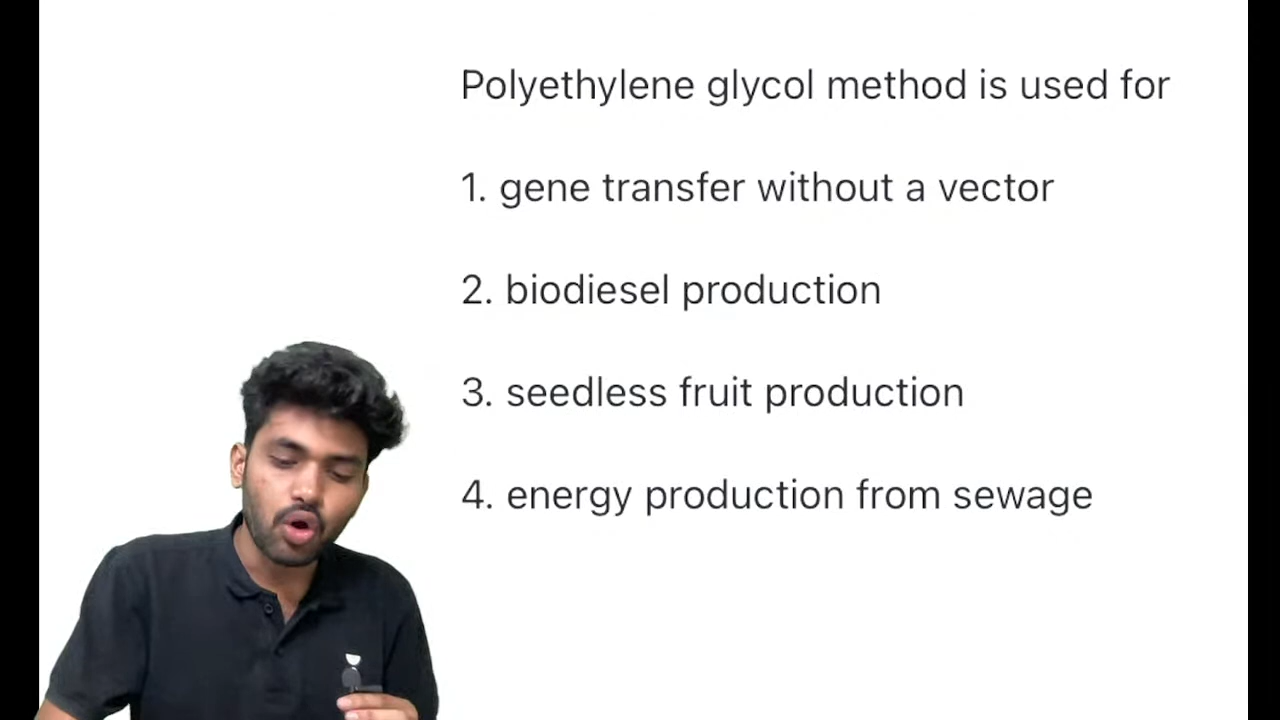 Polyethylene glycol method is used for
1. gene transfer without a vector
2. biodiesel production
3. seedless fruit production
4. energy production from sewage